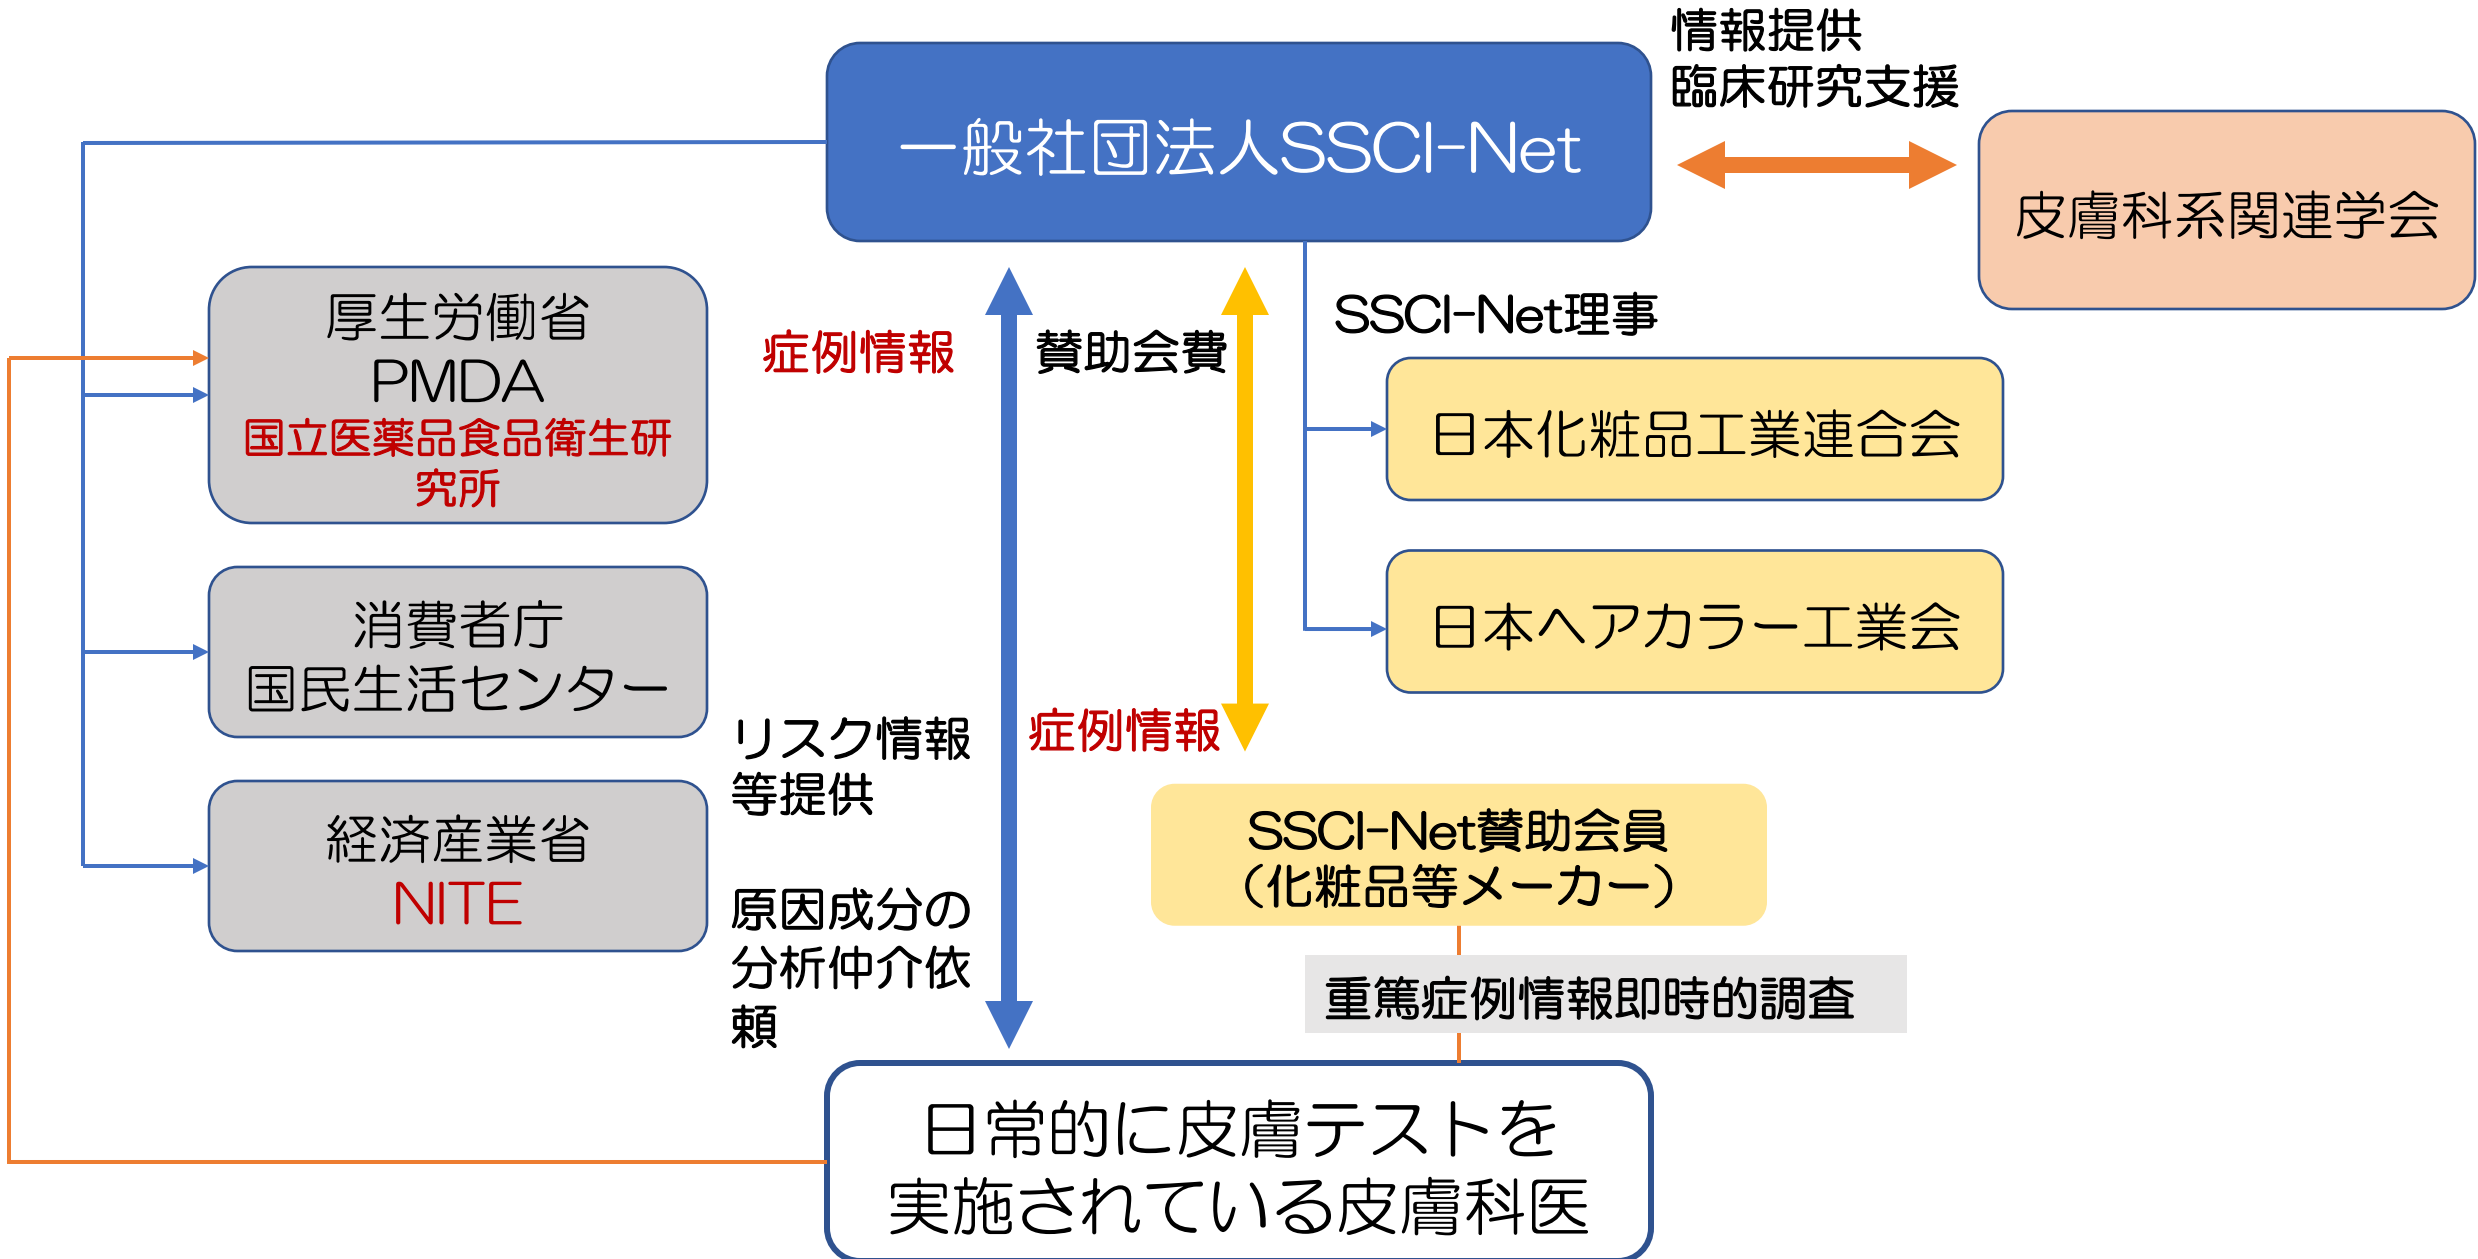 情報提供
臨床研究支援
一般社団法人SSCI-Net
皮膚科系関連学会
厚生労働省
PMDA
国立医薬品食品衛生研
究所
症例情報
賛助会費
SSCI-Net理事
日本化粧品工業連合会
消費者庁
国民生活センター
日本ヘアカラー工業会
リスク情報
等提供
症例情報
経済産業省
NITE
SSCI-Net賛助会員
（化粧品等メーカー）
原因成分の
分析仲介依
頼
重篤症例情報即時的調査
日常的に皮膚テストを
実施されている皮膚科医